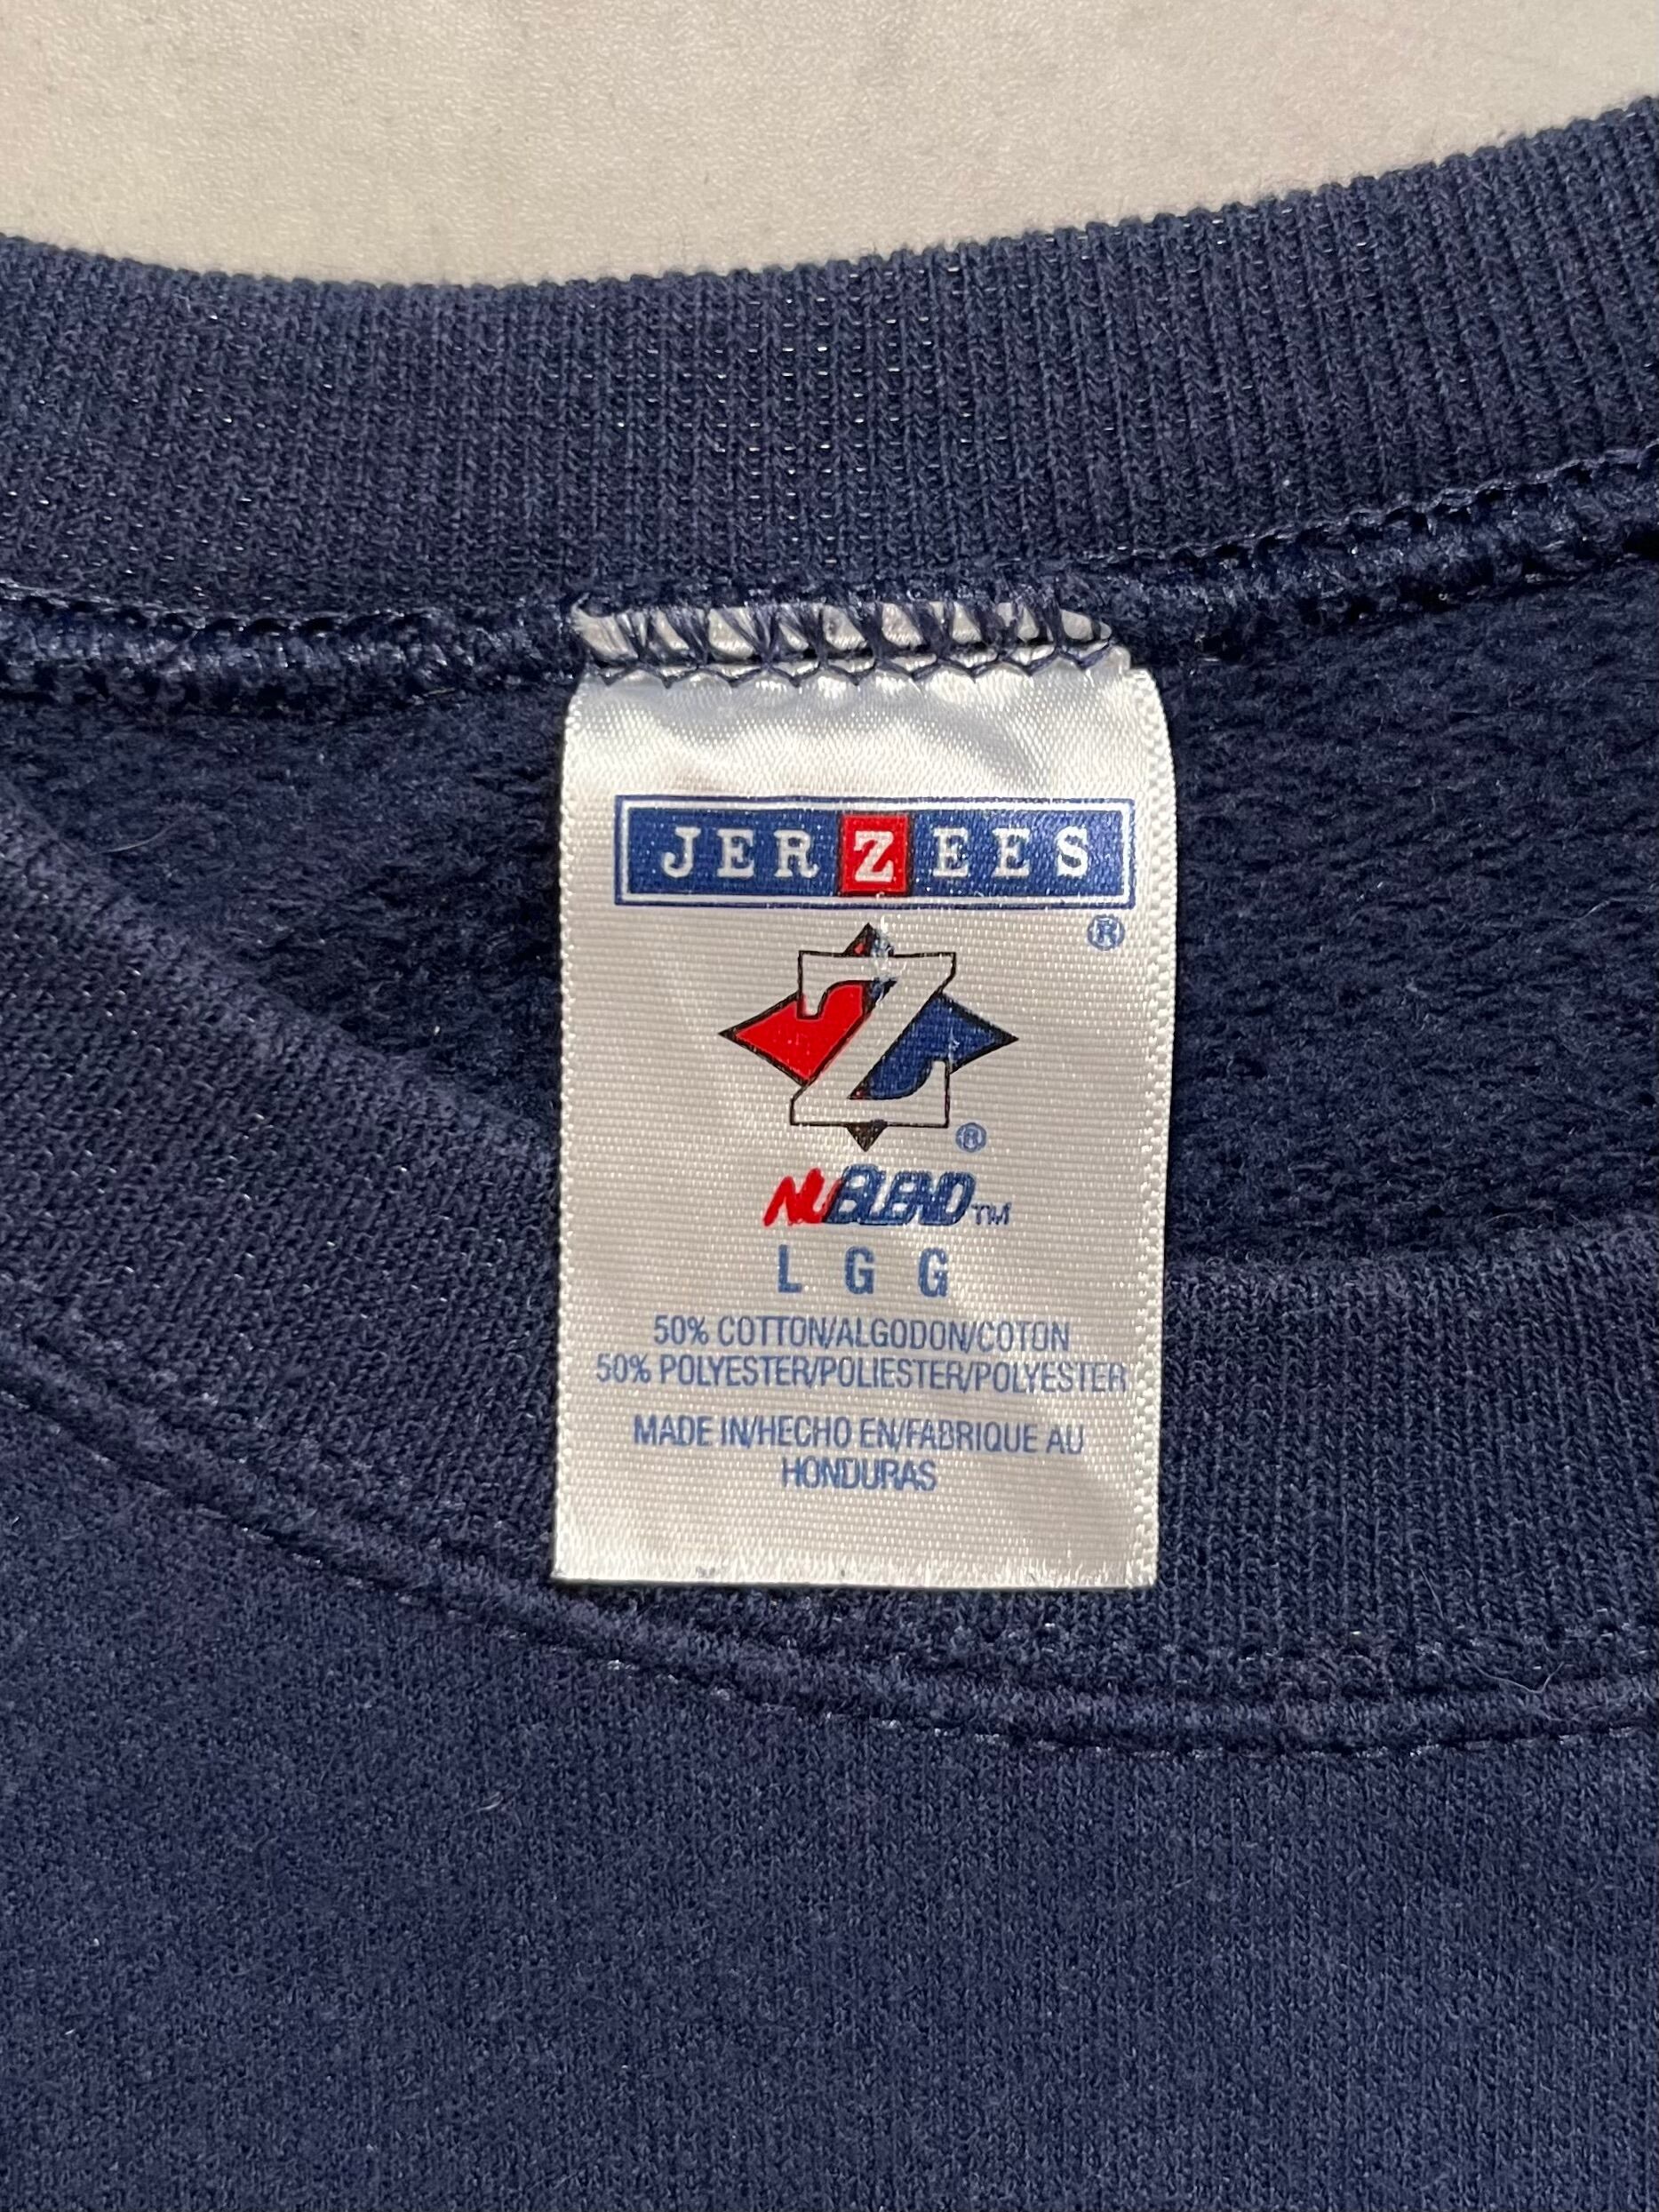 JERZEES
®
Z
®
NUBLEND™
L G G
50% COTTON/ALGODON/COTON
50% POLYESTER/POLIESTER/POLYESTER
MADE IN/HECHO EN/FABRIQUE AU
HONDURAS